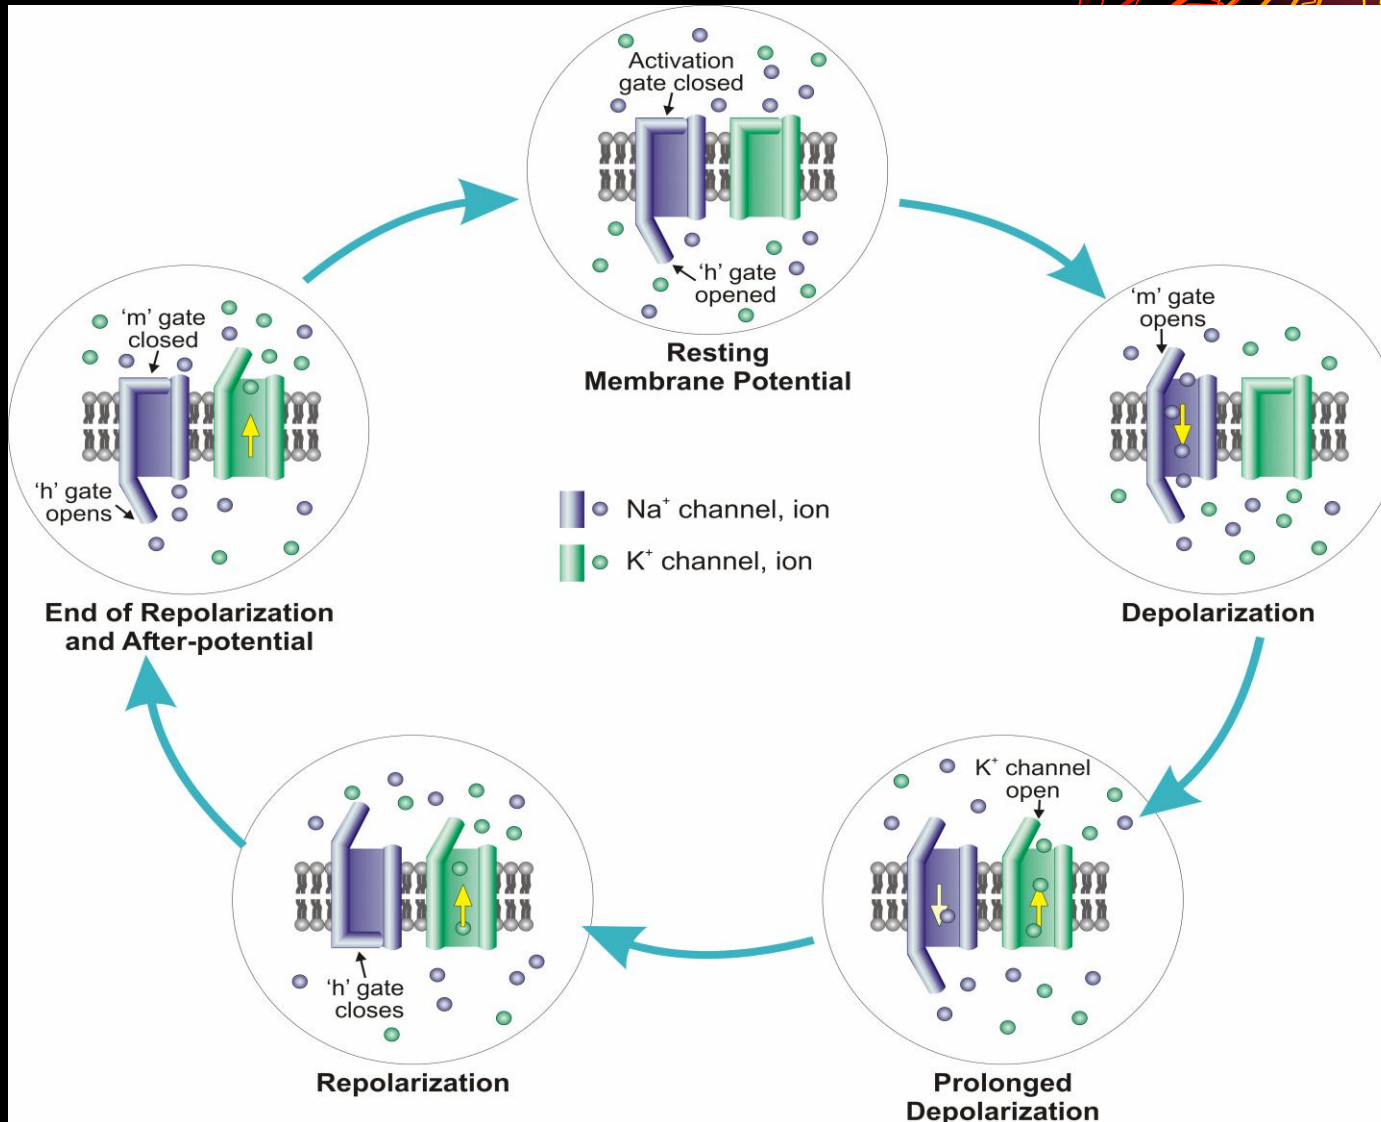 Activation
gate closed
'h' gate
opened
Resting
Membrane Potential
'm' gate
opens
Depolarization
'm' gate
closed
'h' gate
opens
End of Repolarization
and After-potential
Na⁺ channel, ion
K⁺ channel, ion
K⁺ channel
open
Prolonged
Depolarization
'h' gate
closes
Repolarization